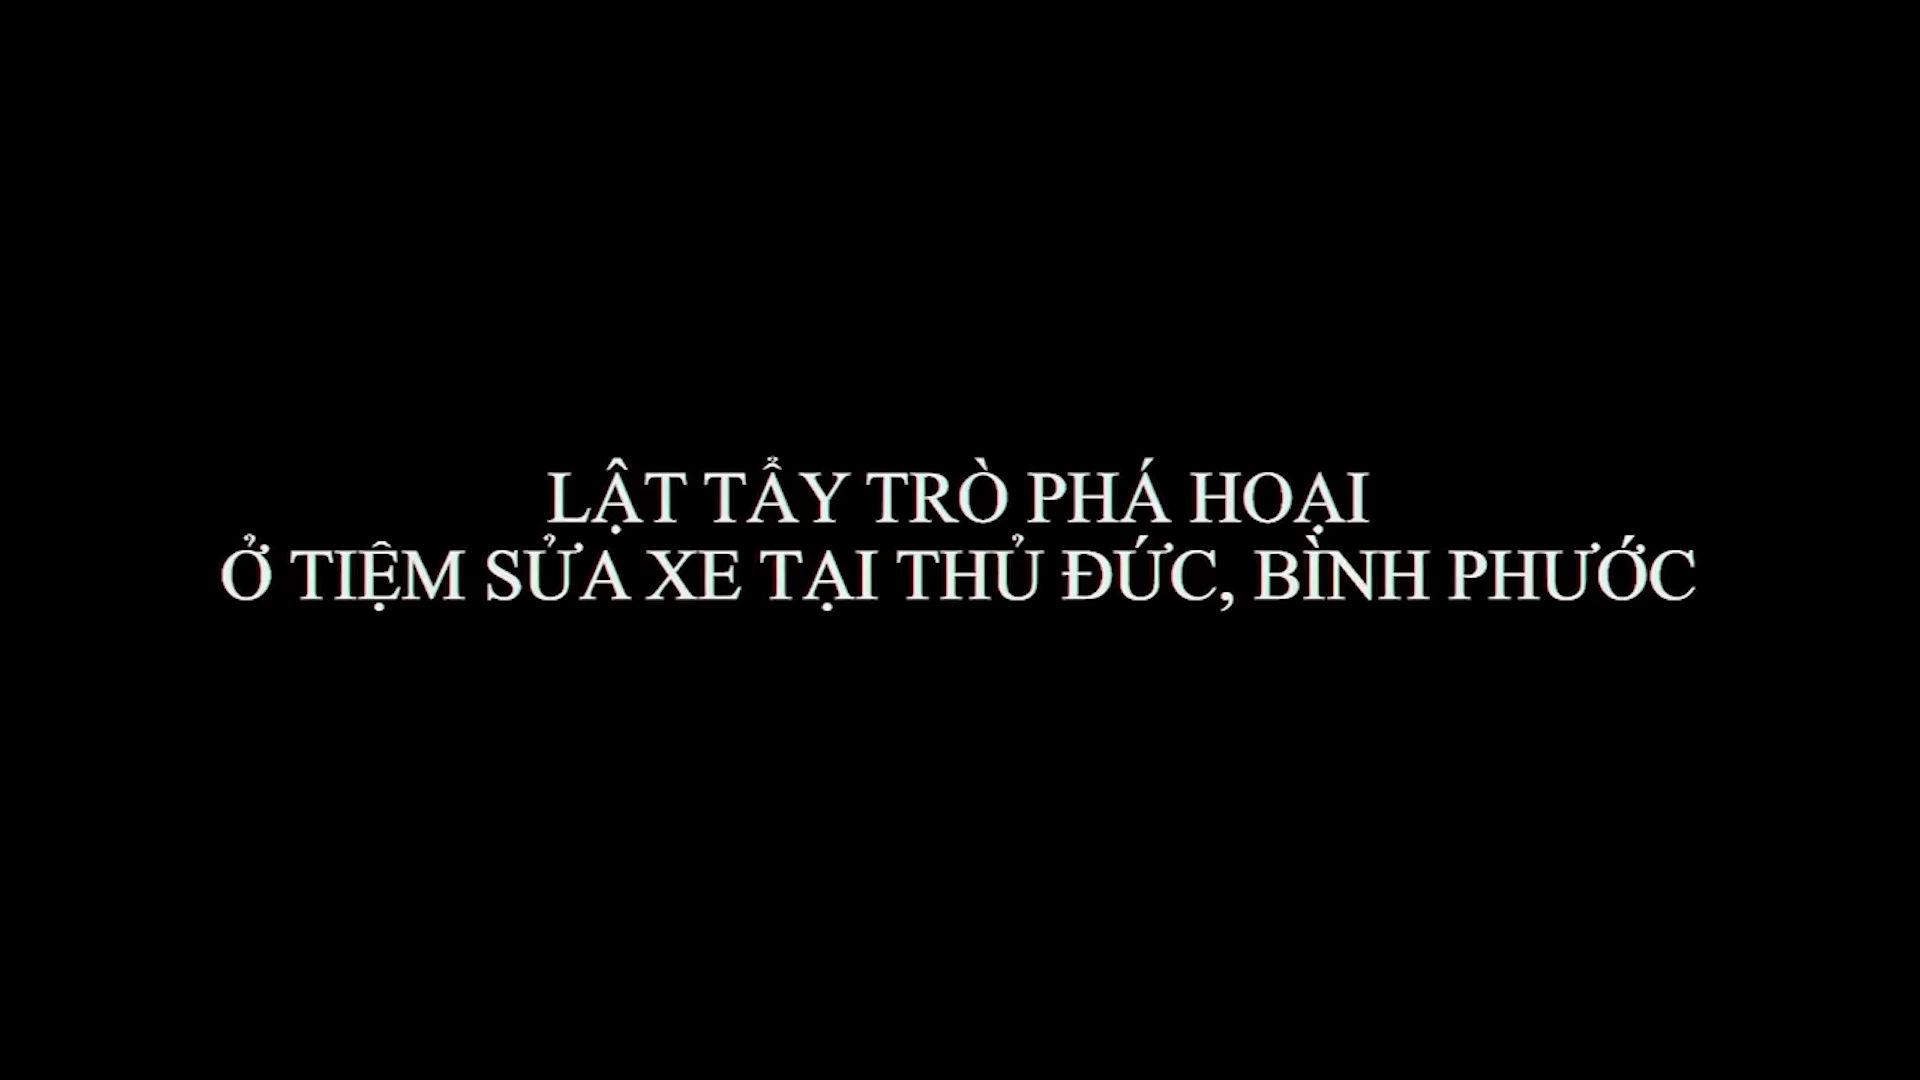 LẬT TẨY TRÒ PHÁ HOẠI
Ở TIỆM SỬA XE TẠI THỦ ĐỨC, BÌNH PHƯỚC